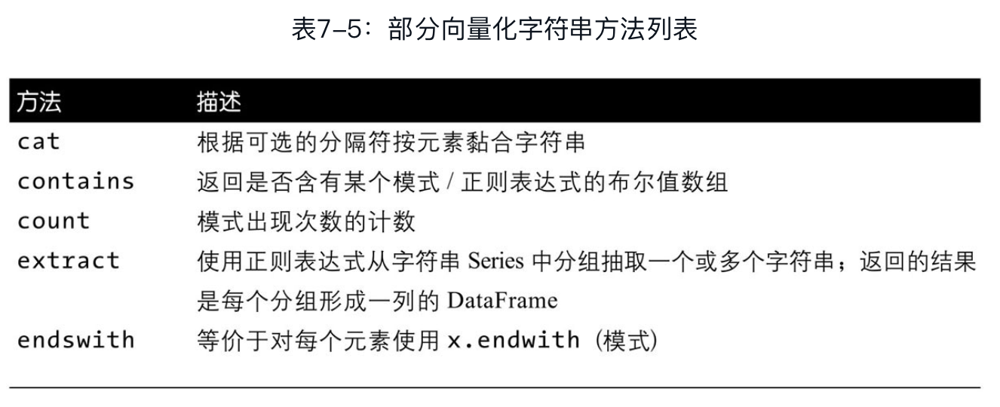 表7-5：部分向量化字符串方法列表
方法 描述
cat 根据可选的分隔符按元素黏合字符串
contains 返回是否含有某个模式 / 正则表达式的布尔值数组
count 模式出现次数的计数
extract 使用正则表达式从字符串 Series 中分组抽取一个或多个字符串；返回的结果
是每个分组形成一列的 DataFrame
endswith 等价于对每个元素使用 x.endwith (模式)